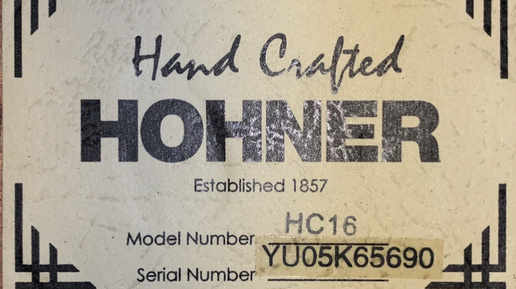 Hand Crafted
HOHNER
Established 1857
Model Number HC16
Serial Number YU05K65690